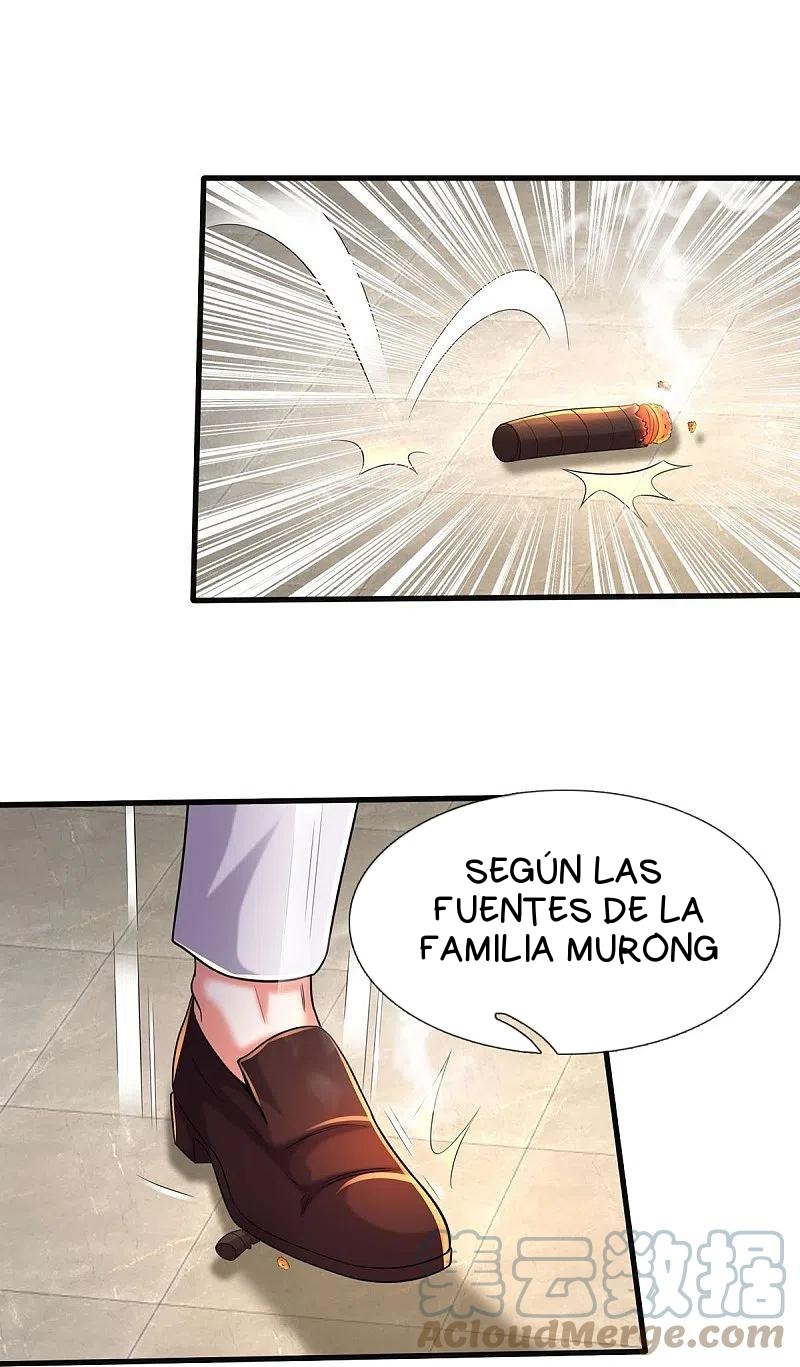 SEGÚN LAS
FUENTES DE LA
FAMILIA MURONG
集云数据
AcloudMerge.com